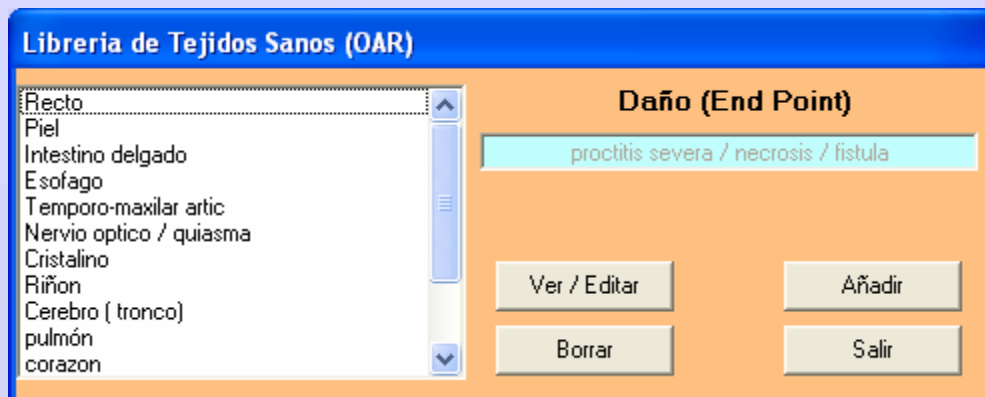 Libreria de Tejidos Sanos (OAR)
Recto
Piel
Intestino delgado
Esofago
Temporo-maxilar artic
Nervio optico / quiasma
Cristalino
Riñon
Cerebro ( tronco)
pulmón
corazon
Daño (End Point)
proctitis severa / necrosis / fistula
Ver / Editar
Añadir
Borrar
Salir